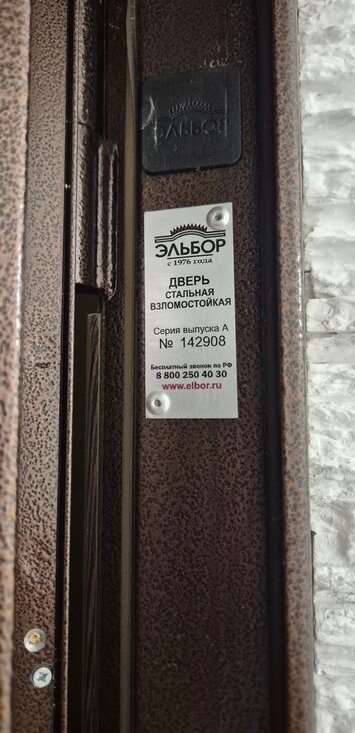 ЭЛЬБОР
ЭЛЬБОР
с 1976 года
ДВЕРЬ
СТАЛЬНАЯ
ВЗЛОМОСТОЙКАЯ
Серия выпуска А
№ 142908
Бесплатный звонок по РФ
8 800 250 40 30
www.elbor.ru